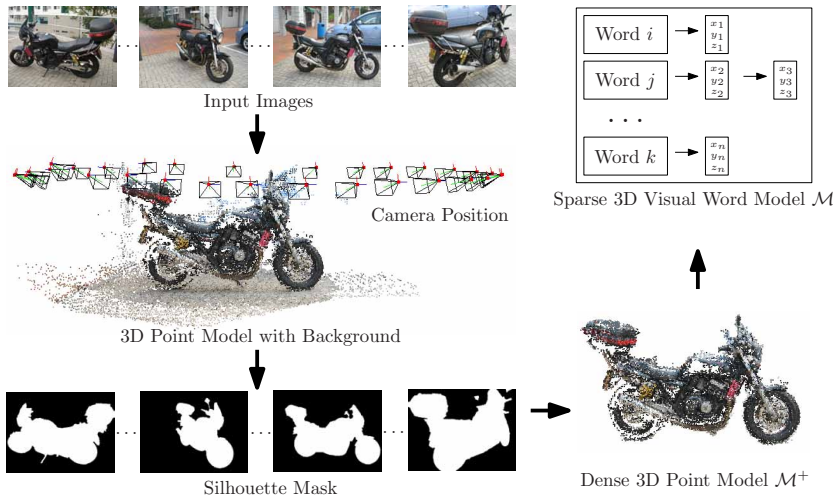 Input Images
Camera Position
3D Point Model with Background
Silhouette Mask
Dense 3D Point Model M⁺
Word i
x₁
y₁
z₁
Word j
x₂
y₂
z₂
x₃
y₃
z₃
. . .
Word k
xₙ
yₙ
zₙ
Sparse 3D Visual Word Model M